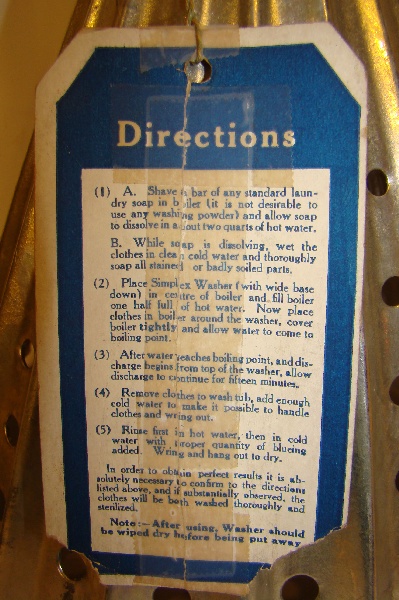 Directions
(1) A. Shave ½ bar of any standard laun-
dry soap in boiler (it is not desirable to
use any washing powder) and allow soap
to dissolve in about two quarts of hot water.
B. While soap is dissolving, wet the
clothes in clean cold water and thoroughly
soap all stained or badly soiled parts.
(2) Place Simplex Washer (with wide base
down) in centre of boiler and fill boiler
one half full of hot water. Now place
clothes in boiler around the washer, cover
boiler tightly and allow water to come to
boiling point.
(3) After water reaches boiling point, and dis-
charge begins from top of the washer, allow
discharge to continue for fifteen minutes.
(4) Remove clothes to wash tub, add enough
cold water to make it possible to handle
clothes and wring out.
(5) Rinse first in hot water, then in cold
water with proper quantity of blueing
added. Wring and hang out to dry.
In order to obtain perfect results it is ab-
solutely necessary to confirm to the directions
listed above, and if substantially observed, the
clothes will be both washed thoroughly and
sterilized.
Note:—After using, Washer should
be wiped dry before being put away